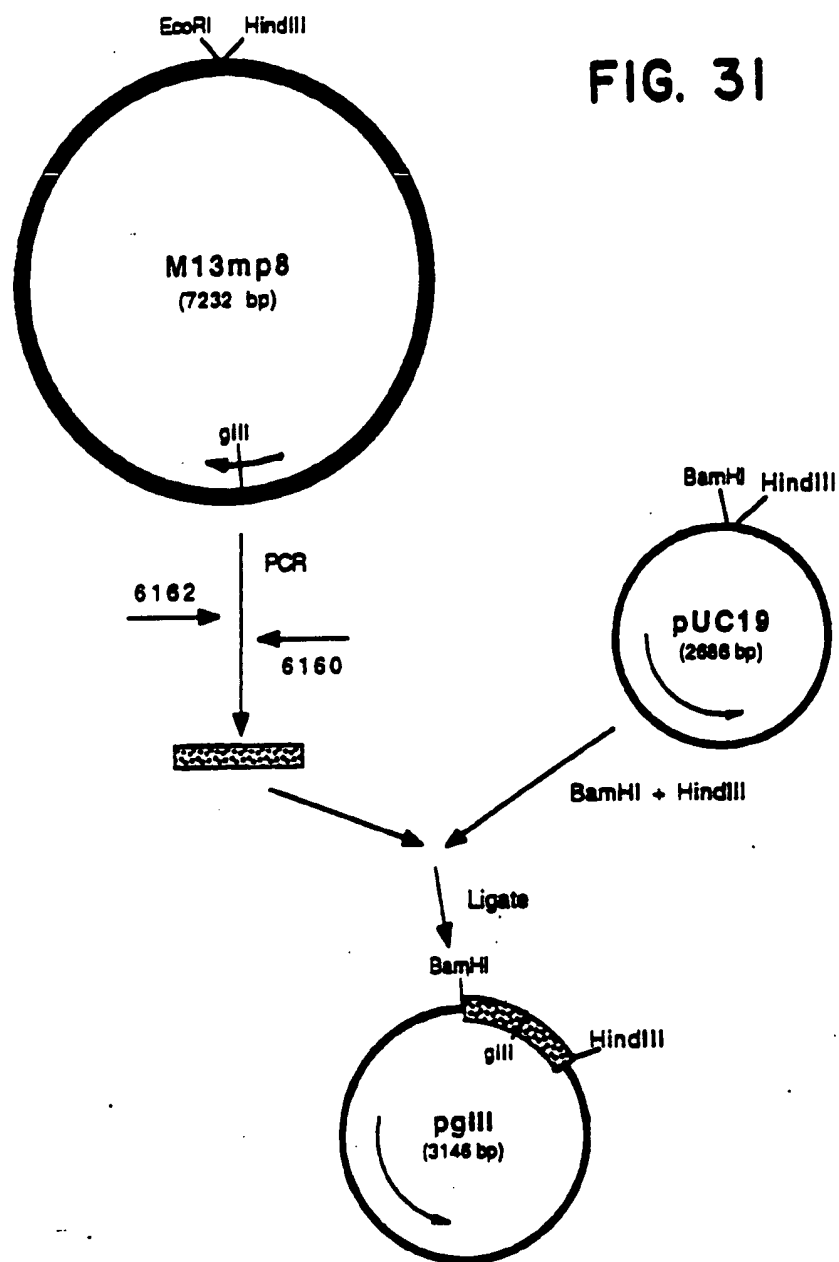 EcoRI HindIII
FIG. 31
M13mp8
(7232 bp)
gIII
PCR
6162
6160
BamHI HindIII
pUC19
(2686 bp)
BamHI + HindIII
Ligate
BamHI
gIII
HindIII
pgIII
(3146 bp)